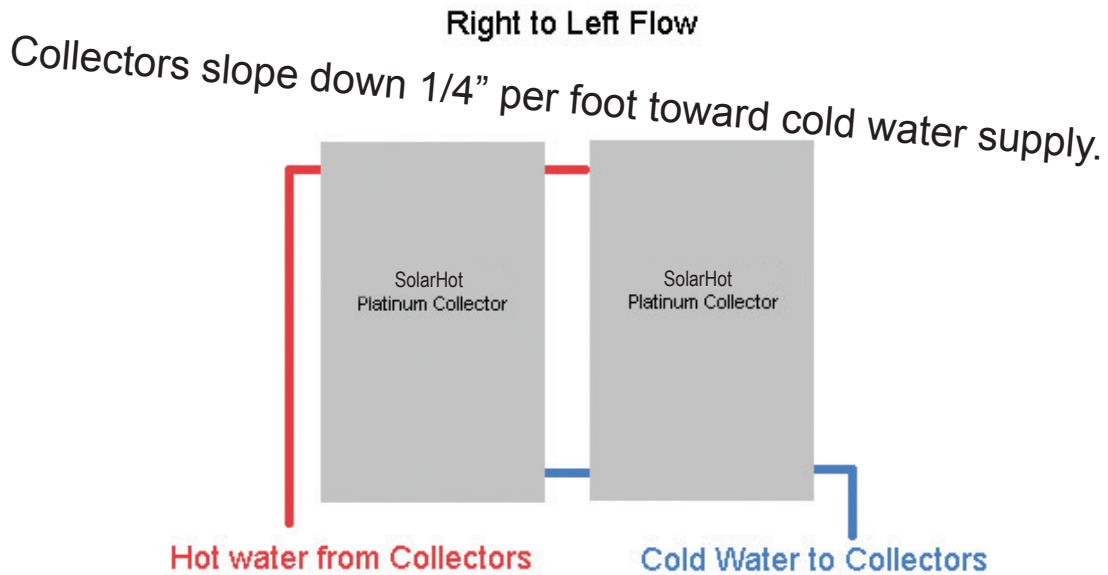 Right to Left Flow
Collectors slope down 1/4” per foot toward cold water supply.
SolarHot
Platinum Collector
SolarHot
Platinum Collector
Hot water from Collectors
Cold Water to Collectors